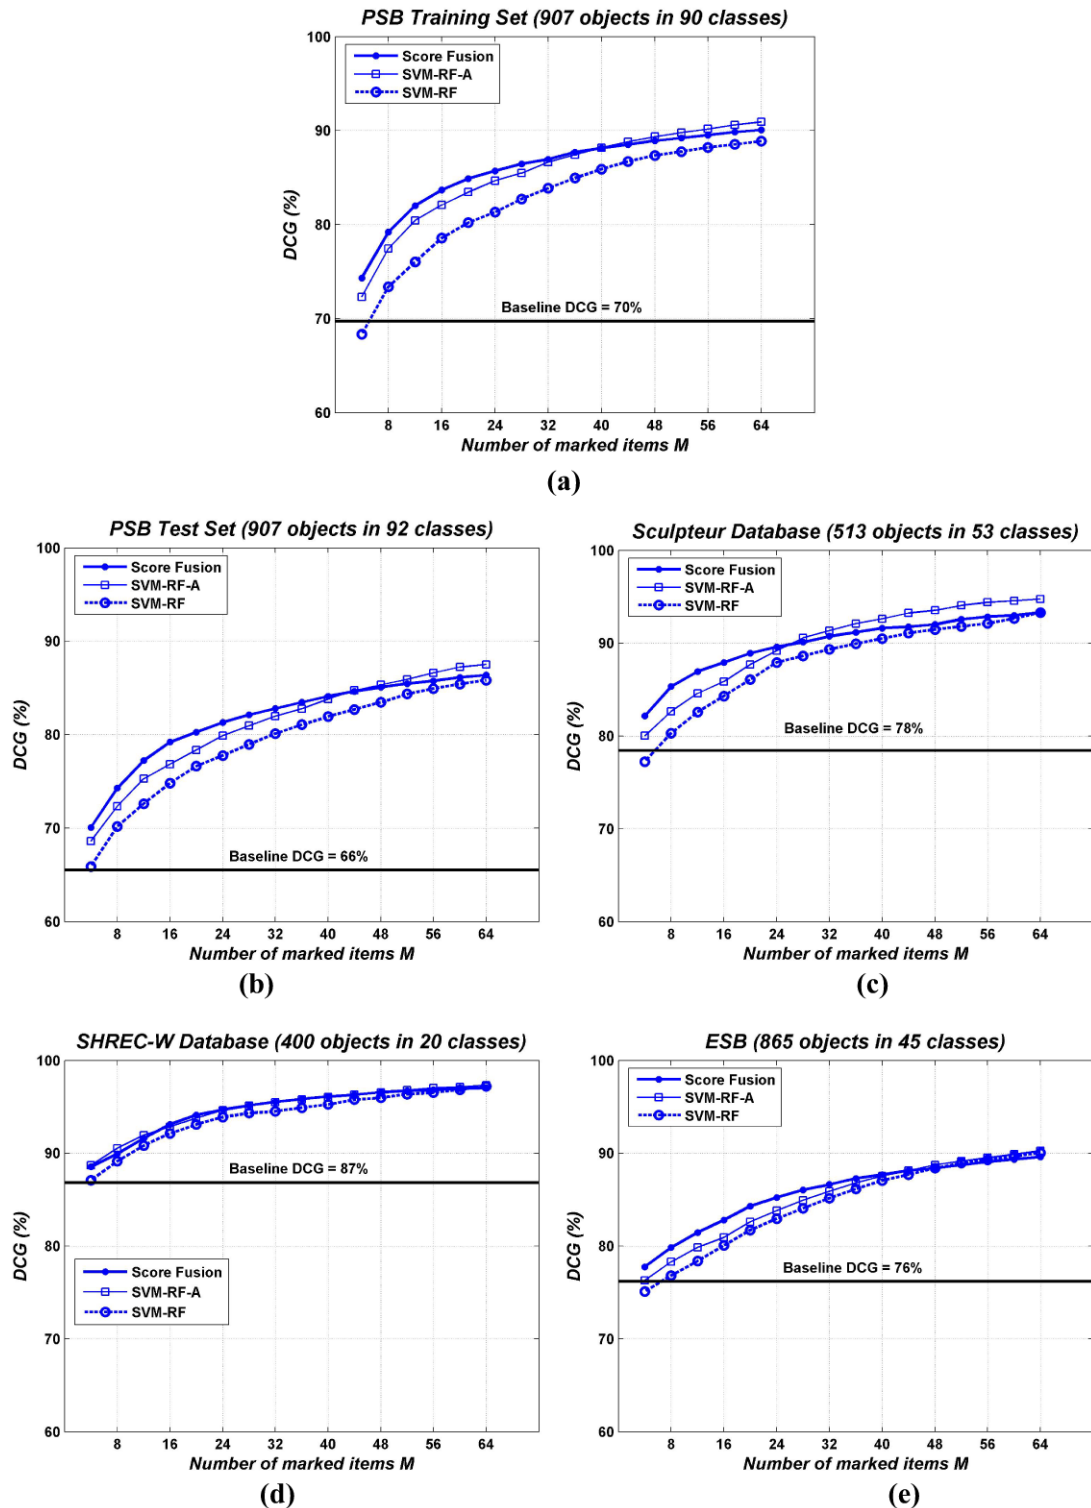 PSB Training Set (907 objects in 90 classes)
100
90
80
70
60
DCG (%)
Score Fusion
SVM-RF-A
SVM-RF
Baseline DCG = 70%
8 16 24 32 40 48 56 64
Number of marked items M
(a)
PSB Test Set (907 objects in 92 classes)
100
90
80
70
60
DCG (%)
Score Fusion
SVM-RF-A
SVM-RF
Baseline DCG = 66%
8 16 24 32 40 48 56 64
Number of marked items M
(b)
Sculpteur Database (513 objects in 53 classes)
100
90
80
70
60
DCG (%)
Score Fusion
SVM-RF-A
SVM-RF
Baseline DCG = 78%
8 16 24 32 40 48 56 64
Number of marked items M
(c)
SHREC-W Database (400 objects in 20 classes)
100
90
80
70
60
DCG (%)
Baseline DCG = 87%
Score Fusion
SVM-RF-A
SVM-RF
8 16 24 32 40 48 56 64
Number of marked items M
(d)
ESB (865 objects in 45 classes)
100
90
80
70
60
DCG (%)
Score Fusion
SVM-RF-A
SVM-RF
Baseline DCG = 76%
8 16 24 32 40 48 56 64
Number of marked items M
(e)